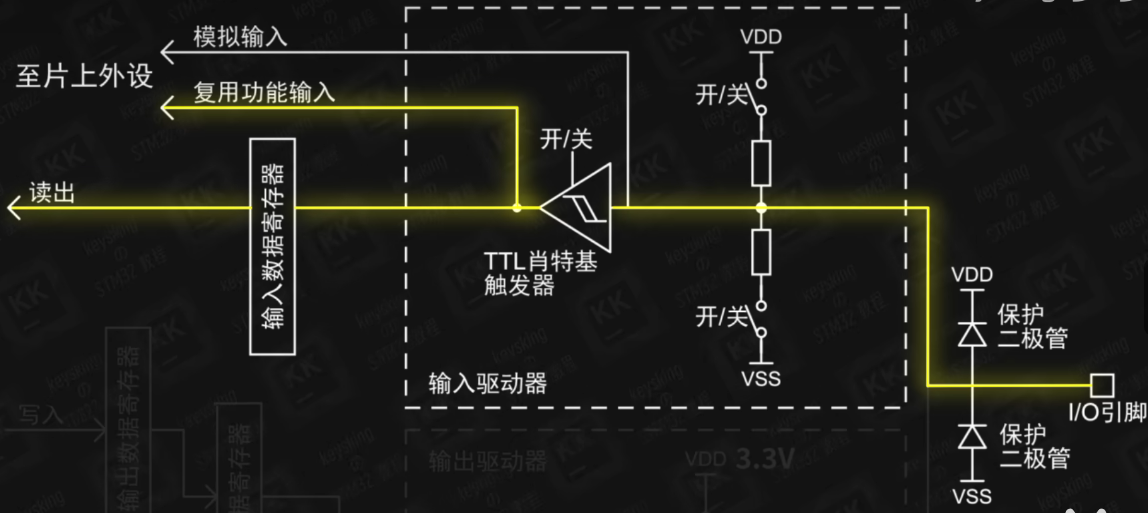 模拟输入
VDD
至片上外设
复用功能输入
开/关
开/关
读出
输入数据寄存器
TTL肖特基
触发器
VDD
保护
二极管
开/关
输入驱动器
VSS
I/O引脚
写入
输出数据寄存器
据寄存器
保护
二极管
输出驱动器
VDD 3.3V
VSS